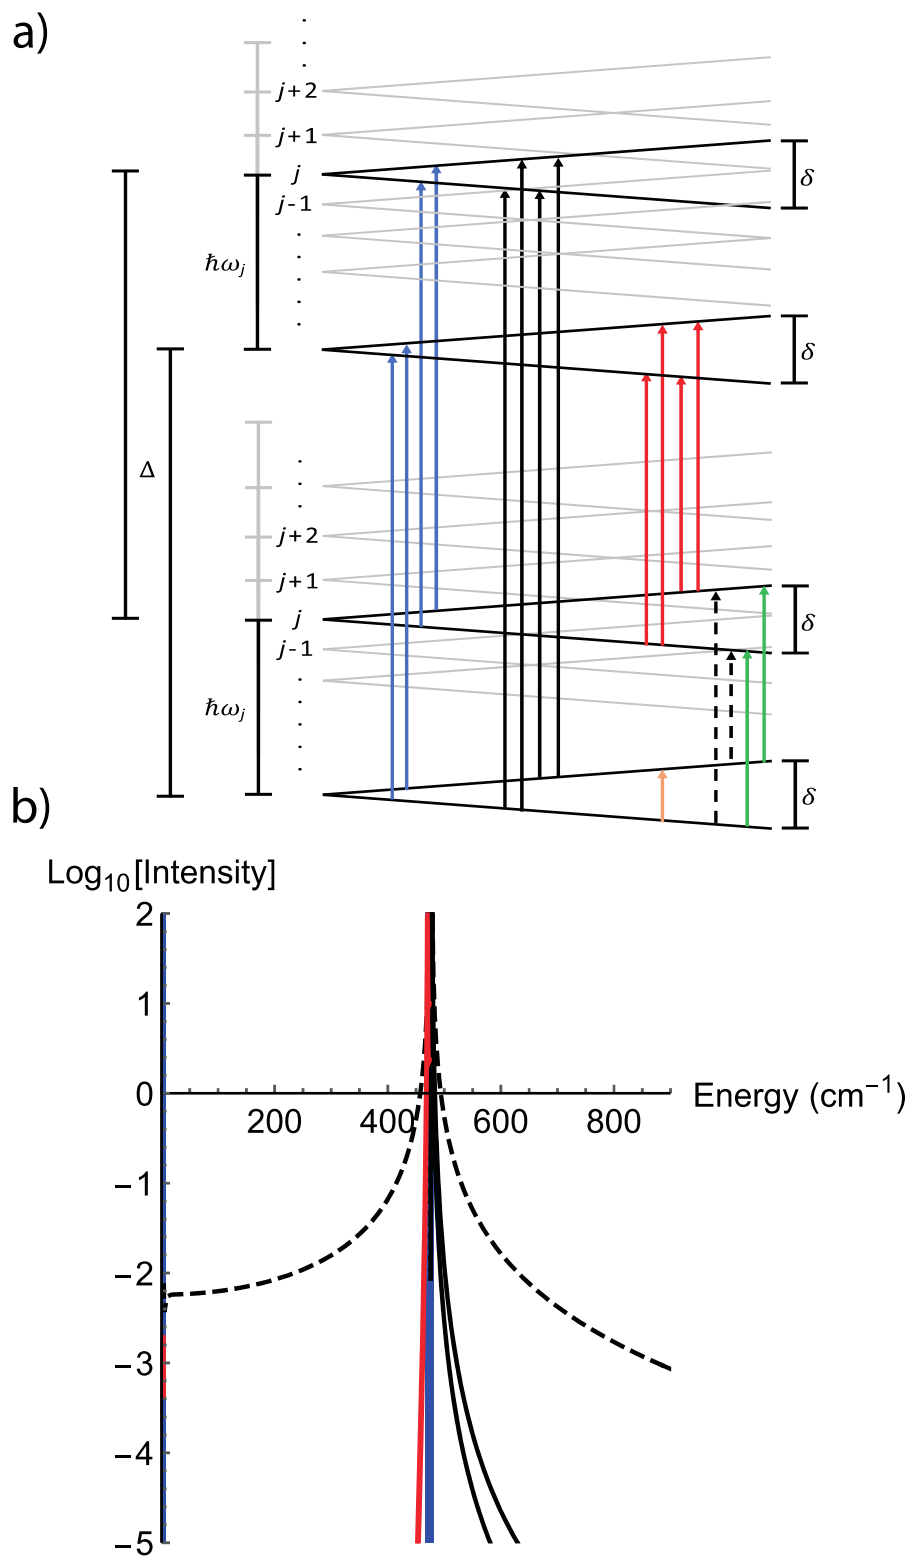 a)
j+2
j+1
j
δ
j-1
ħωⱼ
δ
Δ
j+2
j+1
j
δ
j-1
ħωⱼ
δ
b)
Log₁₀[Intensity]
2
1
0
Energy (cm⁻¹)
200 400 600 800
−1
−2
−3
−4
−5